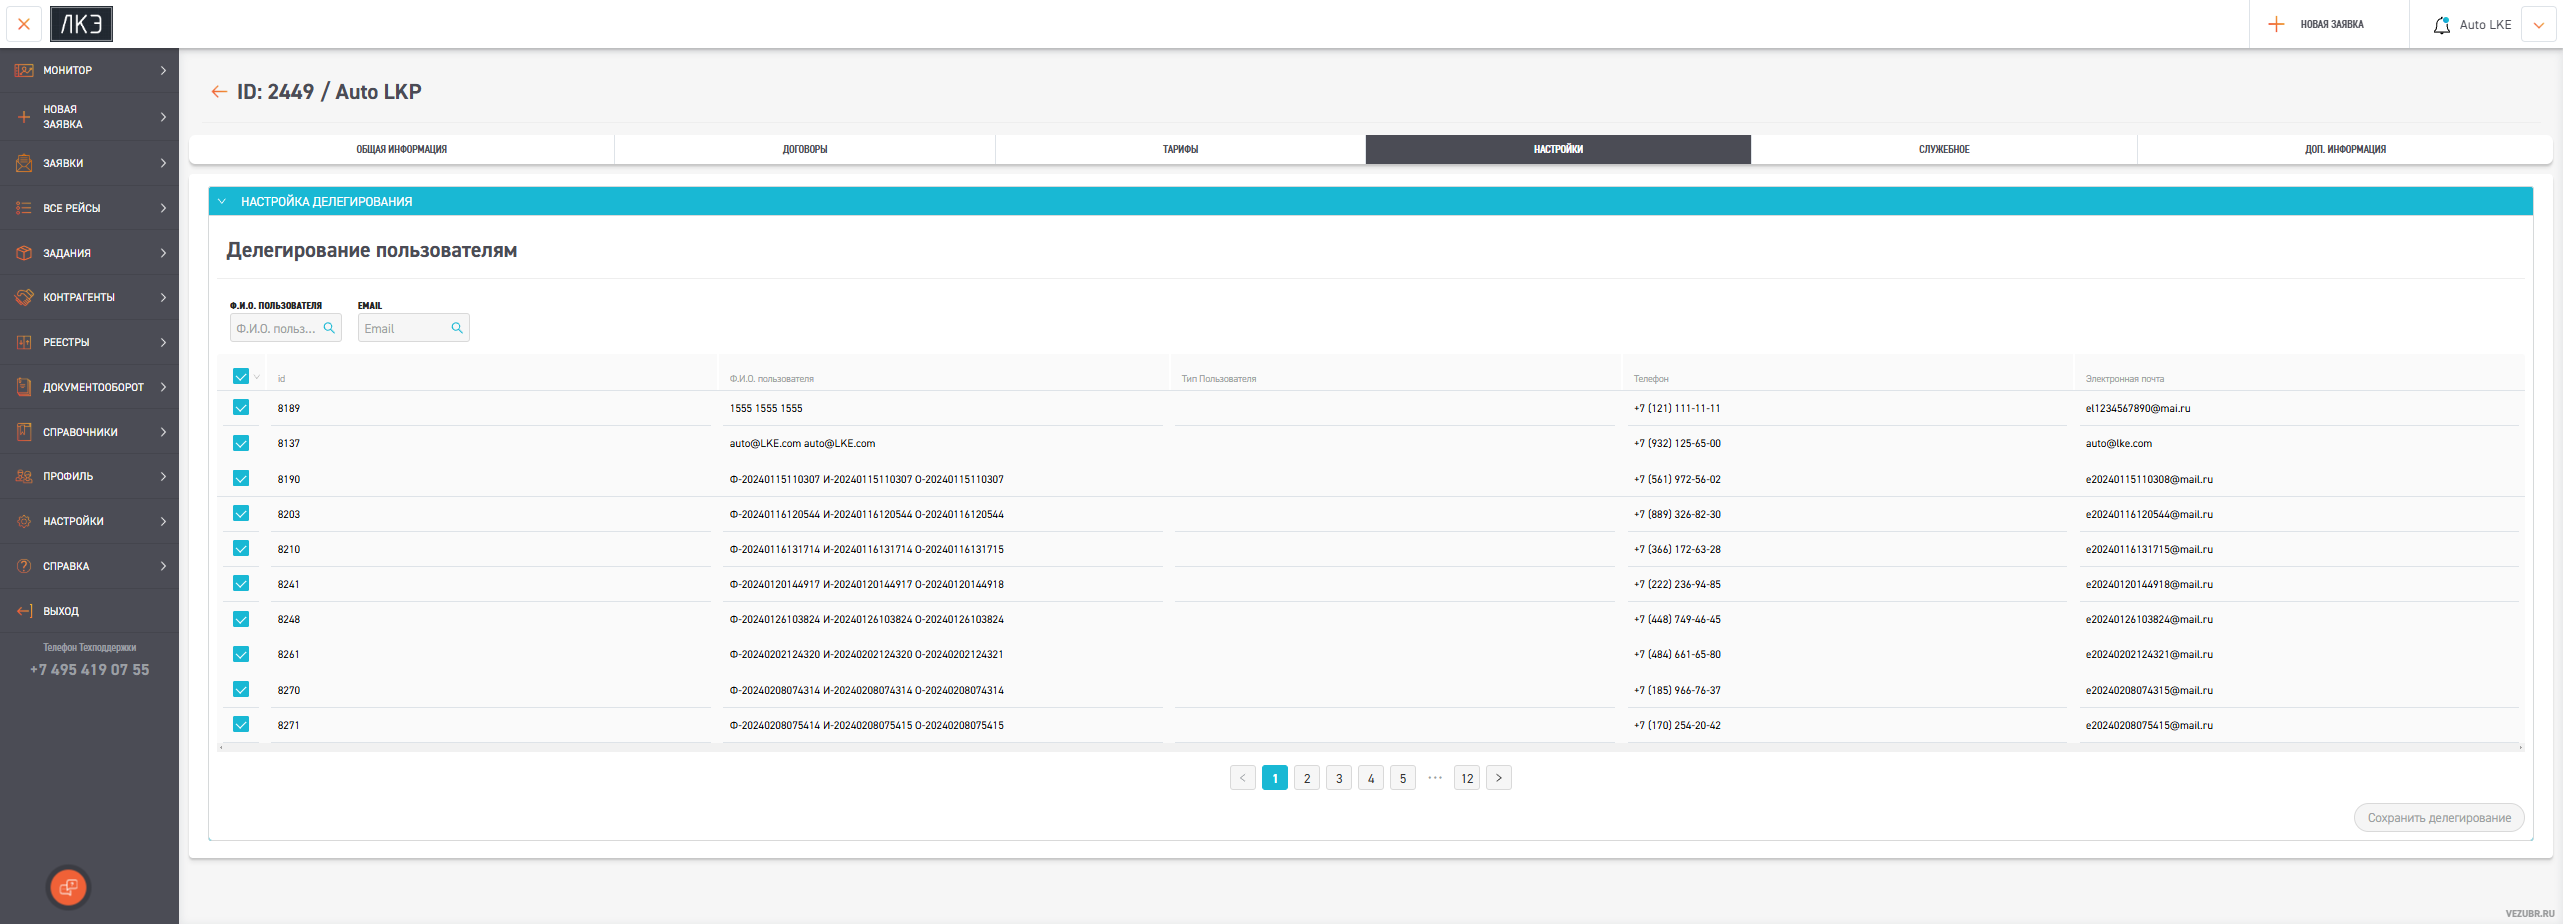 ЛКЭ
НОВАЯ ЗАЯВКА
Auto LKE
МОНИТОР
НОВАЯ
ЗАЯВКА
ЗАЯВКИ
ВСЕ РЕЙСЫ
ЗАДАНИЯ
КОНТРАГЕНТЫ
РЕЕСТРЫ
ДОКУМЕНТООБОРОТ
СПРАВОЧНИКИ
ПРОФИЛЬ
НАСТРОЙКИ
СПРАВКА
ВЫХОД
Телефон Техподдержки
+7 495 419 07 55
ID: 2449 / Auto LKP
ОБЩАЯ ИНФОРМАЦИЯ ДОГОВОРЫ ТАРИФЫ НАСТРОЙКИ СЛУЖЕБНОЕ ДОП. ИНФОРМАЦИЯ
НАСТРОЙКА ДЕЛЕГИРОВАНИЯ
Делегирование пользователям
Ф.И.О. ПОЛЬЗОВАТЕЛЯ EMAIL
Ф.И.О. польз... Email
id Ф.И.О. пользователя Тип Пользователя Телефон Электронная почта
8189 1555 1555 1555 +7 (121) 111-11-11 el1234567890@mai.ru
8137 auto@LKE.com auto@LKE.com +7 (932) 125-65-00 auto@lke.com
8190 Ф-20240115110307 И-20240115110307 О-20240115110307 +7 (561) 972-56-02 e20240115110308@mail.ru
8203 Ф-20240116120544 И-20240116120544 О-20240116120544 +7 (889) 326-82-30 e20240116120544@mail.ru
8210 Ф-20240116131714 И-20240116131714 О-20240116131715 +7 (366) 172-63-28 e20240116131715@mail.ru
8241 Ф-20240120144917 И-20240120144917 О-20240120144918 +7 (222) 236-94-85 e20240120144918@mail.ru
8248 Ф-20240126103824 И-20240126103824 О-20240126103824 +7 (448) 749-46-45 e20240126103824@mail.ru
8261 Ф-20240202124320 И-20240202124320 О-20240202124321 +7 (484) 661-65-80 e20240202124321@mail.ru
8270 Ф-20240208074314 И-20240208074314 О-20240208074314 +7 (185) 966-76-37 e20240208074315@mail.ru
8271 Ф-20240208075414 И-20240208075415 О-20240208075415 +7 (170) 254-20-42 e20240208075415@mail.ru
1 2 3 4 5 ••• 12
Сохранить делегирование
VEZUBR.RU